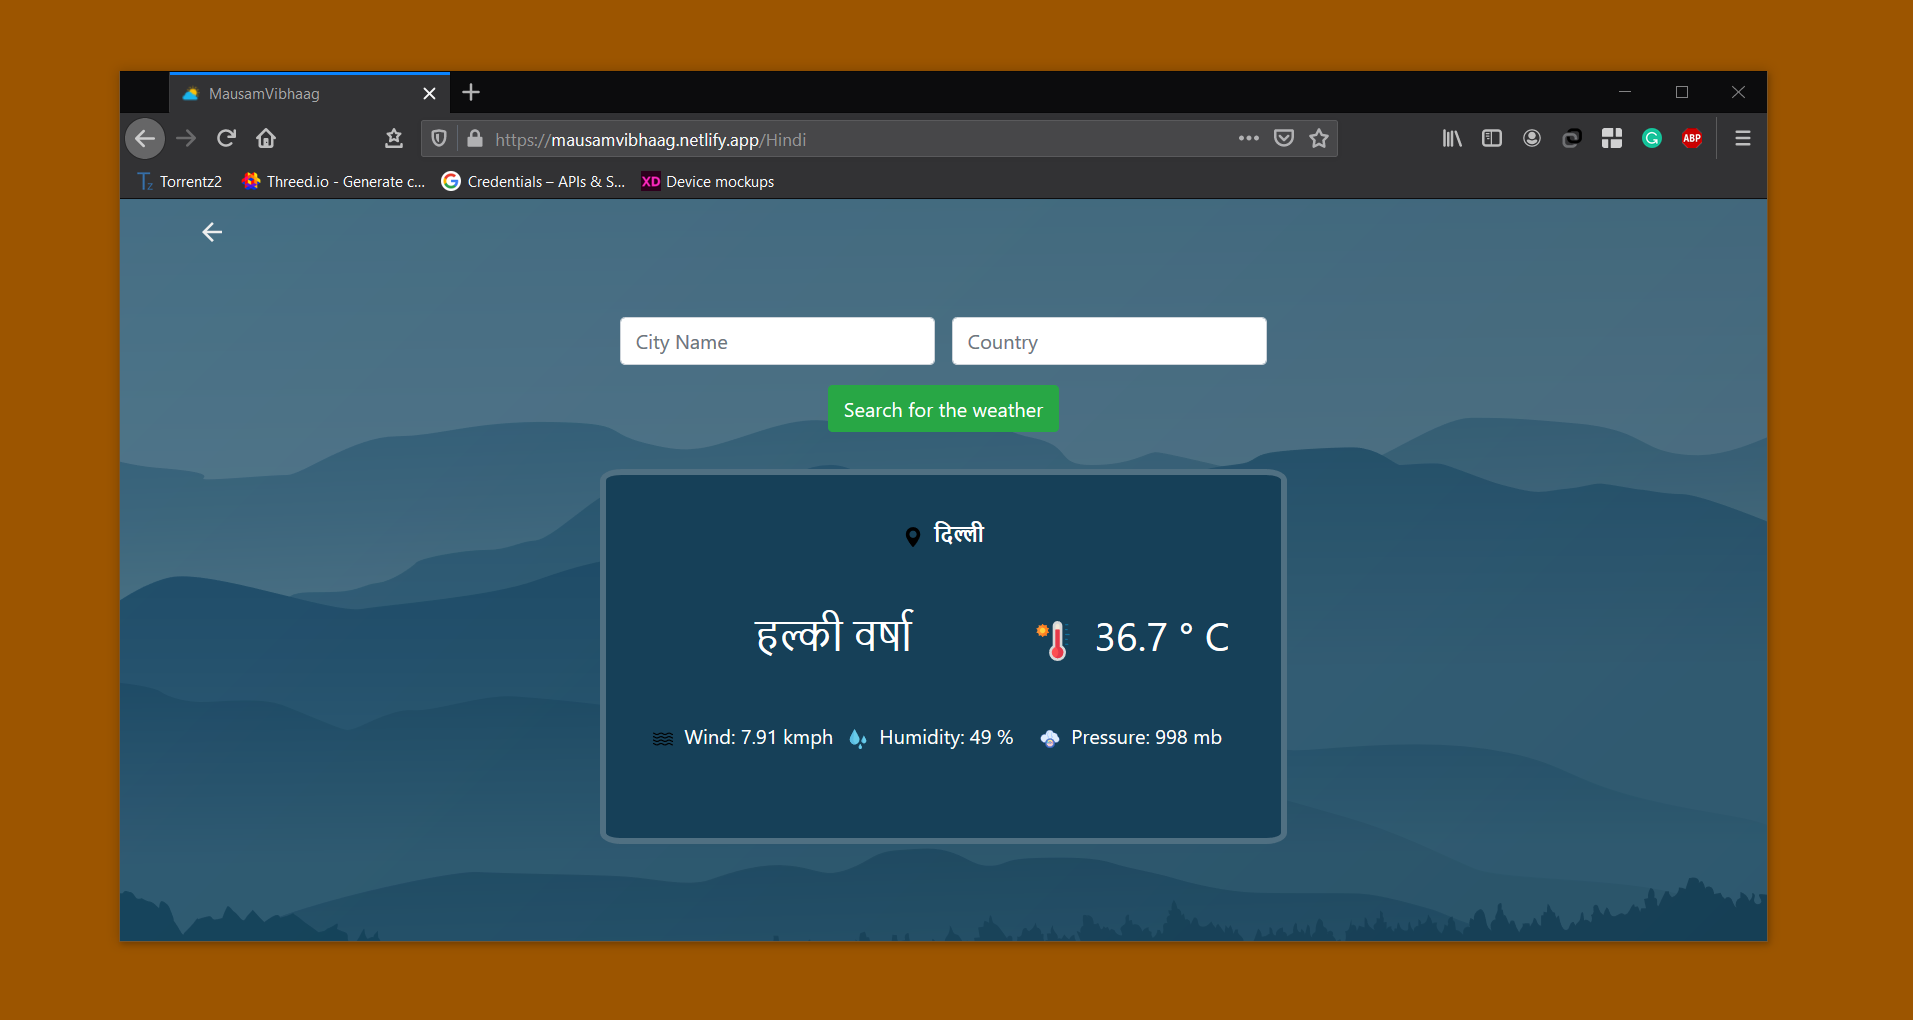 MausamVibhaag
https://mausamvibhaag.netlify.app/Hindi
ABP
Tz Torrentz2 Threed.io - Generate c... G Credentials – APIs & S... XD Device mockups
City Name Country
Search for the weather
दिल्ली
हल्की वर्षा 36.7 ° C
Wind: 7.91 kmph Humidity: 49 % Pressure: 998 mb